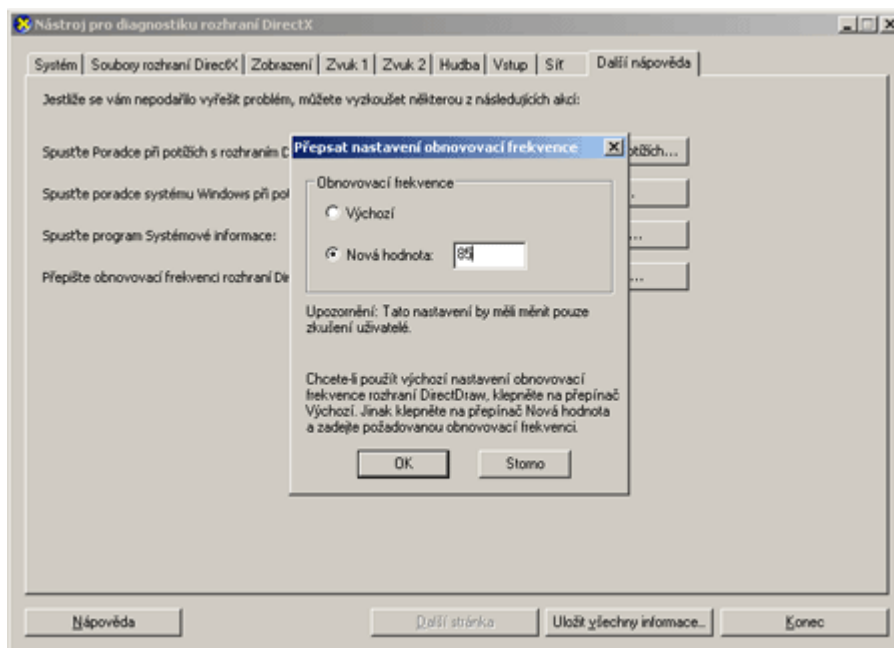 Nástroj pro diagnostiku rozhraní DirectX
Systém
Soubory rozhraní DirectX
Zobrazení
Zvuk 1
Zvuk 2
Hudba
Vstup
Síť
Další nápověda
Jestliže se vám nepodařilo vyřešit problém, můžete vyzkoušet některou z následujících akcí:
Spusťte Poradce při potížích s rozhraním D
otížích...
Spusťte poradce systému Windows při pot
Spusťte program Systémové informace:
Přepište obnovovací frekvenci rozhraní Dir
Přepsat nastavení obnovovací frekvence
Obnovovací frekvence
Výchozí
Nová hodnota: 85
Upozornění: Tato nastavení by měli měnit pouze
zkušení uživatelé.
Chcete-li použít výchozí nastavení obnovovací
frekvence rozhraní DirectDraw, klepněte na přepínač
Výchozí. Jinak klepněte na přepínač Nová hodnota
a zadejte požadovanou obnovovací frekvenci.
OK
Storno
Nápověda
Další stránka
Uložit všechny informace...
Konec